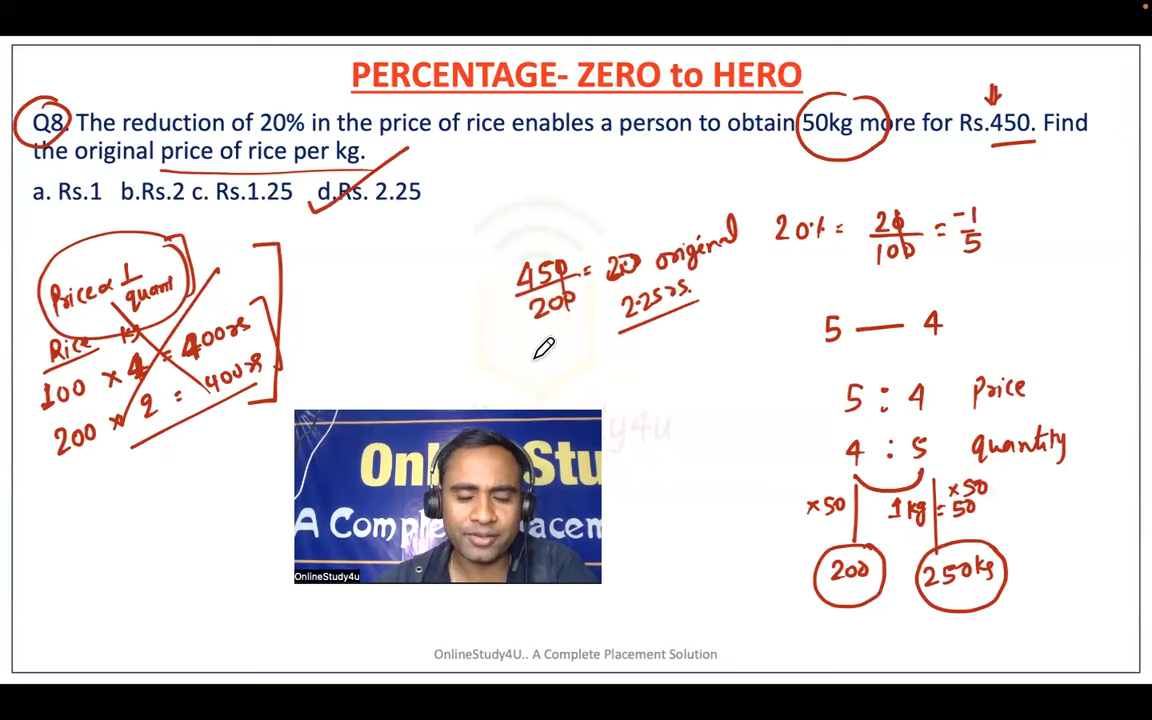 PERCENTAGE- ZERO to HERO
Q8. The reduction of 20% in the price of rice enables a person to obtain 50kg more for Rs.450. Find
the original price of rice per kg.
a. Rs.1 b.Rs.2 c. Rs.1.25 d.Rs. 2.25
Price ∝ 1/quant
Rice kg
100 × 4 = 400rs
200 × 2 = 400rs
450/200 = original
2.25rs.
20% = 20/100 = -1/5
5 — 4
5 : 4 Price
4 : 5 quantity
×50 1kg = 50 ×50
200 250kg
Onl Stu
A Comple Placemen
OnlineStudy4u
OnlineStudy4U.. A Complete Placement Solution